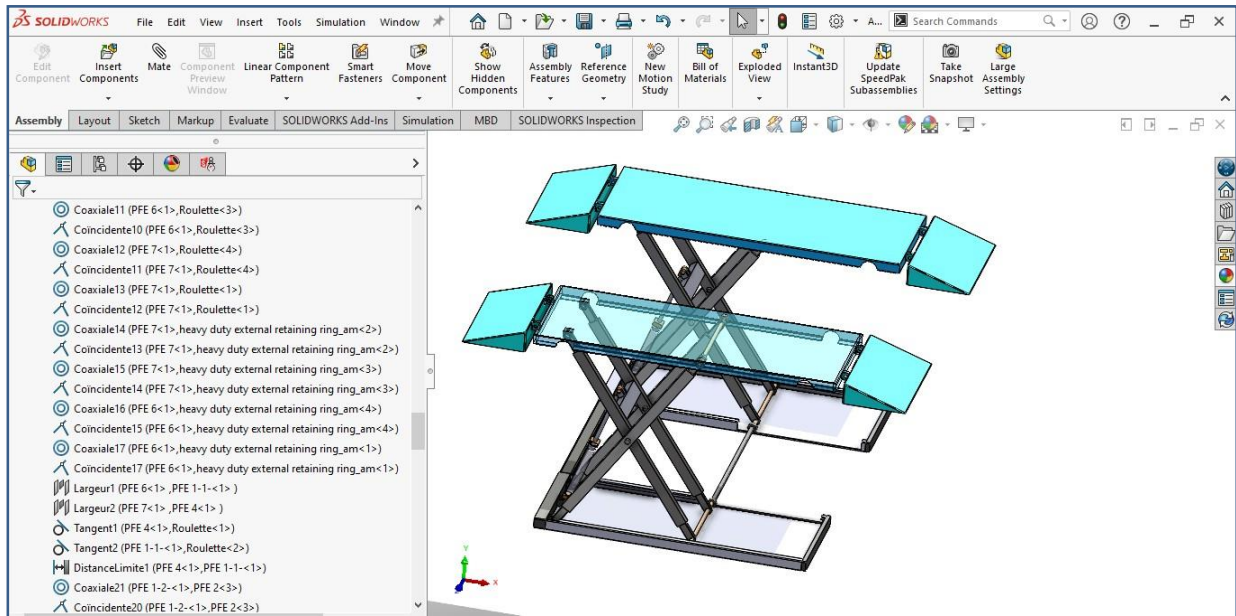 SOLIDWORKS File Edit View Insert Tools Simulation Window A... Search Commands
Edit Component
Insert Components
Mate
Component Preview Window
Linear Component Pattern
Smart Fasteners
Move Component
Show Hidden Components
Assembly Features
Reference Geometry
New Motion Study
Bill of Materials
Exploded View
Instant3D
Update SpeedPak Subassemblies
Take Snapshot
Large Assembly Settings
Assembly Layout Sketch Markup Evaluate SOLIDWORKS Add-Ins Simulation MBD SOLIDWORKS Inspection
Coaxiale11 (PFE 6<1>,Roulette<3>)
Coïncidente10 (PFE 6<1>,Roulette<3>)
Coaxiale12 (PFE 7<1>,Roulette<4>)
Coïncidente11 (PFE 7<1>,Roulette<4>)
Coaxiale13 (PFE 7<1>,Roulette<1>)
Coïncidente12 (PFE 7<1>,Roulette<1>)
Coaxiale14 (PFE 7<1>,heavy duty external retaining ring_am<2>)
Coïncidente13 (PFE 7<1>,heavy duty external retaining ring_am<2>)
Coaxiale15 (PFE 7<1>,heavy duty external retaining ring_am<3>)
Coïncidente14 (PFE 7<1>,heavy duty external retaining ring_am<3>)
Coaxiale16 (PFE 6<1>,heavy duty external retaining ring_am<4>)
Coïncidente15 (PFE 6<1>,heavy duty external retaining ring_am<4>)
Coaxiale17 (PFE 6<1>,heavy duty external retaining ring_am<1>)
Coïncidente17 (PFE 6<1>,heavy duty external retaining ring_am<1>)
Largeur1 (PFE 6<1> ,PFE 1-1-<1> )
Largeur2 (PFE 7<1> ,PFE 4<1> )
Tangent1 (PFE 4<1>,Roulette<1>)
Tangent2 (PFE 1-1-<1>,Roulette<2>)
DistanceLimite1 (PFE 4<1>,PFE 1-1-<1>)
Coaxiale21 (PFE 1-2-<1>,PFE 2<3>)
Coïncidente20 (PFE 1-2-<1>,PFE 2<3>)
Y
X